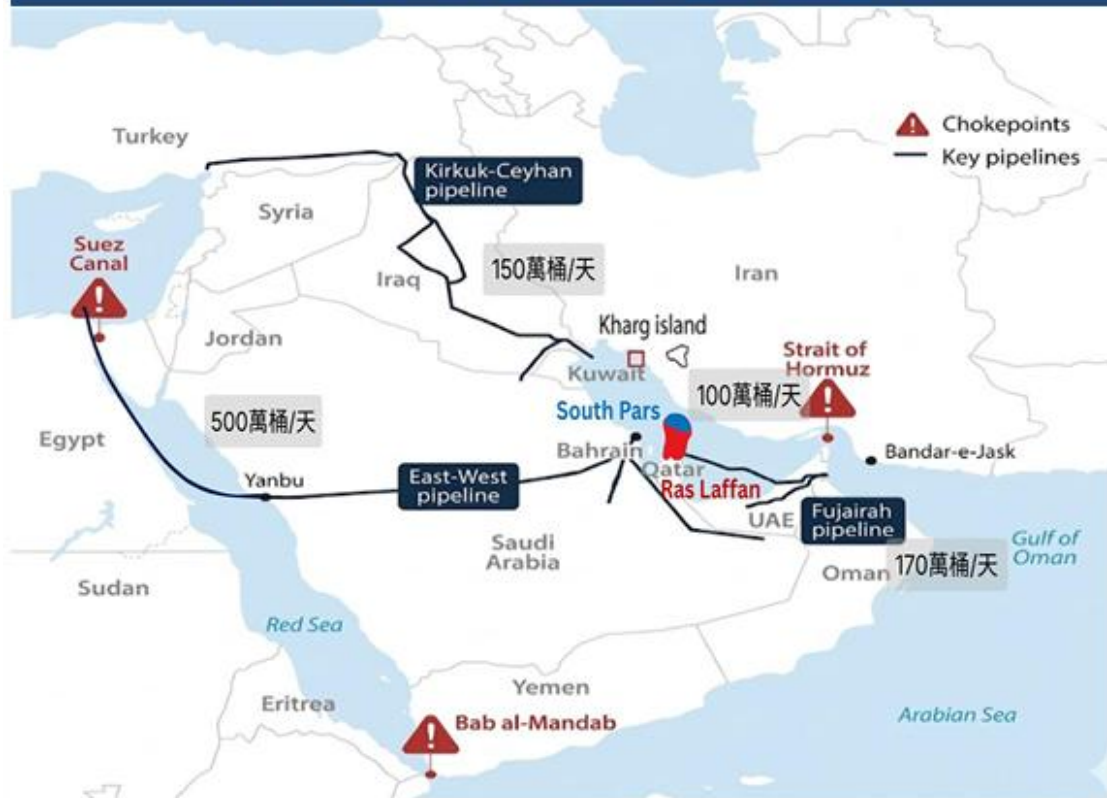 Turkey
Chokepoints
Key pipelines
Kirkuk-Ceyhan
pipeline
Syria
Suez
Canal
Iraq
150萬桶/天
Iran
Jordan
Kharg island
Strait of
Hormuz
Kuwait
100萬桶/天
500萬桶/天
South Pars
Egypt
Bahrain
Bandar-e-Jask
Qatar
Yanbu
East-West
pipeline
Ras Laffan
UAE
Fujairah
pipeline
Gulf of
Oman
Saudi
Arabia
Oman
170萬桶/天
Sudan
Red Sea
Yemen
Eritrea
Bab al-Mandab
Arabian Sea